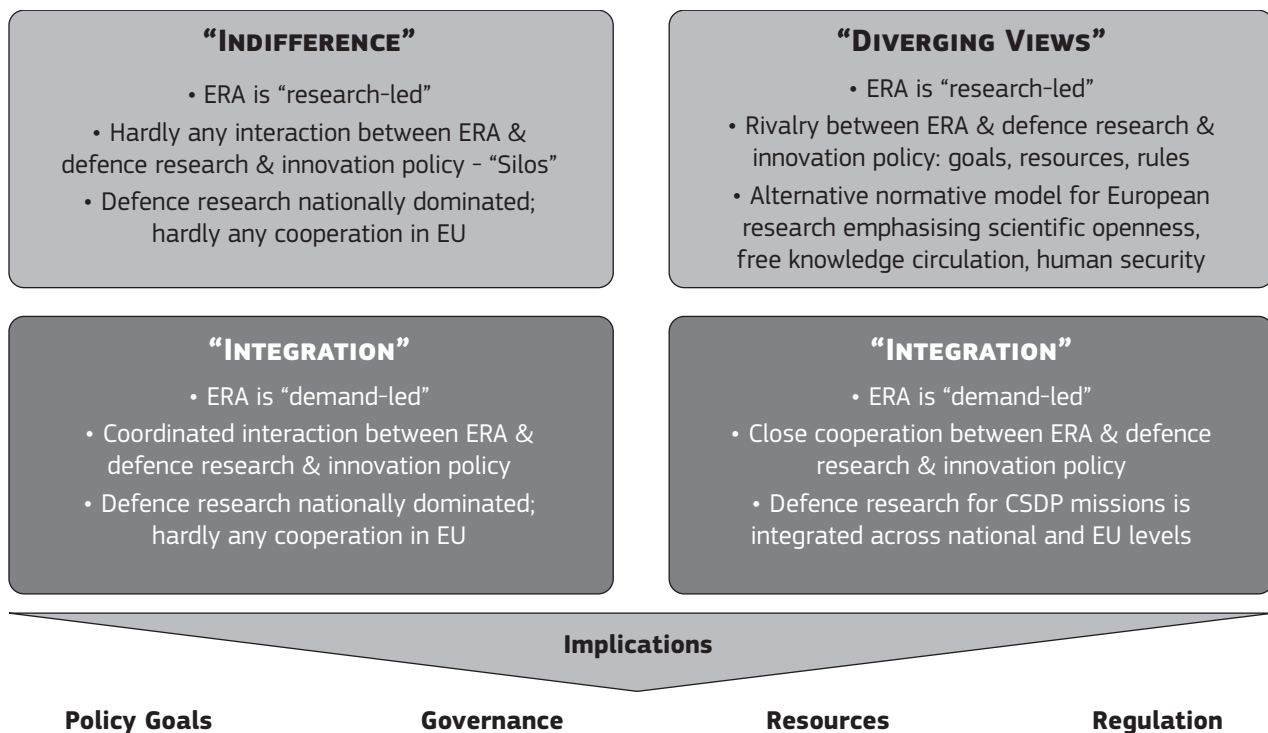 “INDIFFERENCE”
• ERA is “research-led”
• Hardly any interaction between ERA &
defence research & innovation policy - “Silos”
• Defence research nationally dominated;
hardly any cooperation in EU
“DIVERGING VIEWS”
• ERA is “research-led”
• Rivalry between ERA & defence research &
innovation policy: goals, resources, rules
• Alternative normative model for European
research emphasising scientific openness,
free knowledge circulation, human security
“INTEGRATION”
• ERA is “demand-led”
• Coordinated interaction between ERA &
defence research & innovation policy
• Defence research nationally dominated;
hardly any cooperation in EU
“INTEGRATION”
• ERA is “demand-led”
• Close cooperation between ERA & defence
research & innovation policy
• Defence research for CSDP missions is
integrated across national and EU levels
Implications
Policy Goals
Governance
Resources
Regulation